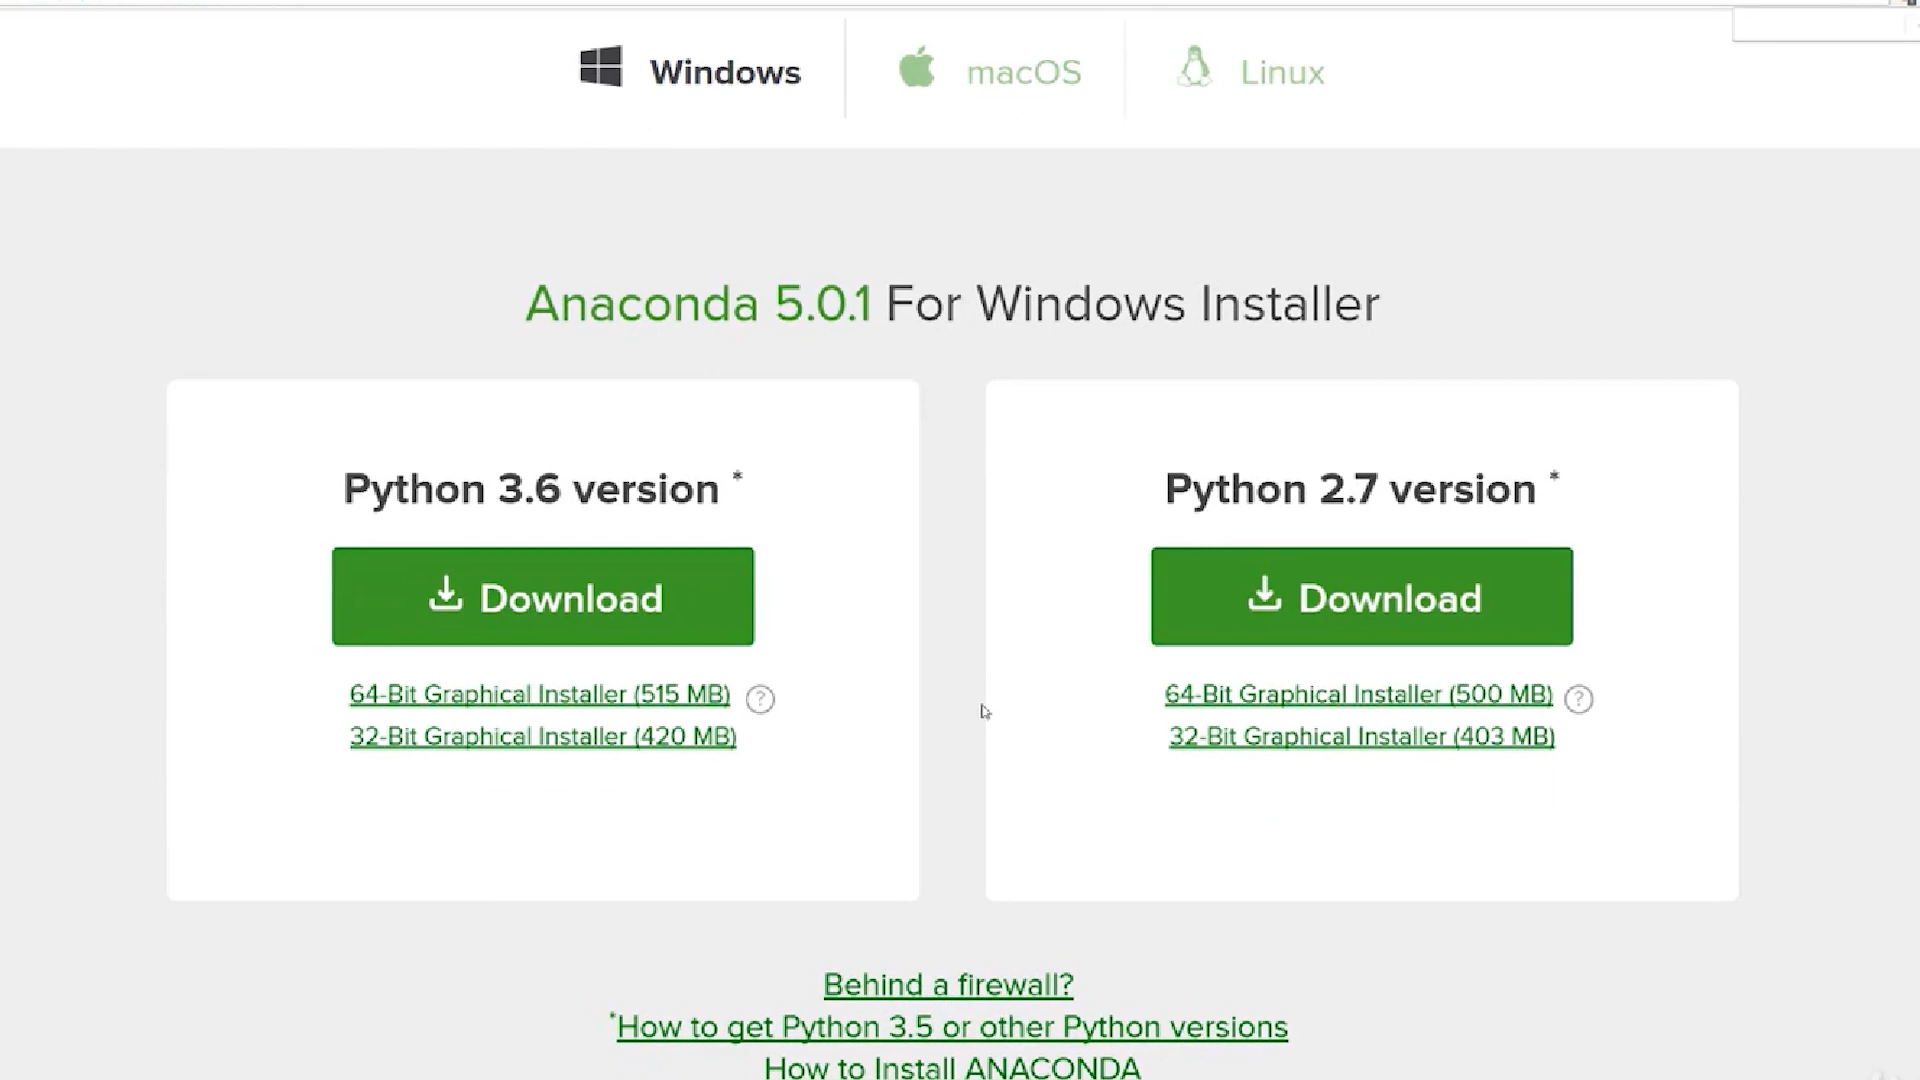 Windows
macOS
Linux
Anaconda 5.0.1 For Windows Installer
Python 3.6 version *
Download
64-Bit Graphical Installer (515 MB) ?
32-Bit Graphical Installer (420 MB)
Python 2.7 version *
Download
64-Bit Graphical Installer (500 MB) ?
32-Bit Graphical Installer (403 MB)
Behind a firewall?
*How to get Python 3.5 or other Python versions
How to Install ANACONDA